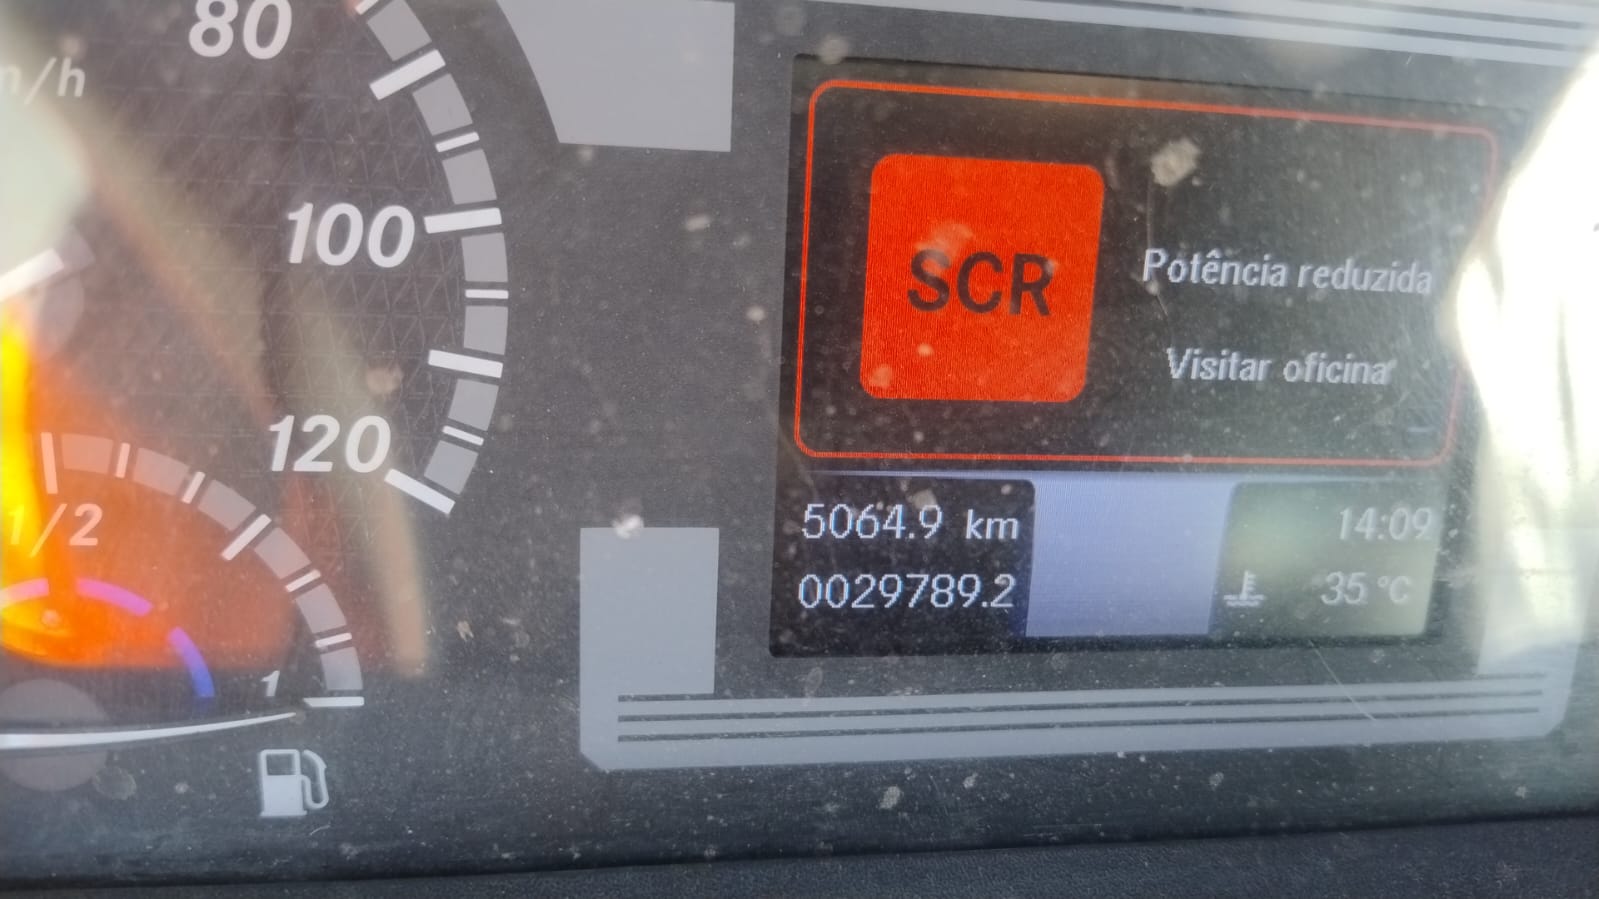 80
m/h
100
120
1/2
1
SCR
Potência reduzida
Visitar oficina
5064.9 km
14:09
0029789.2
35 °C